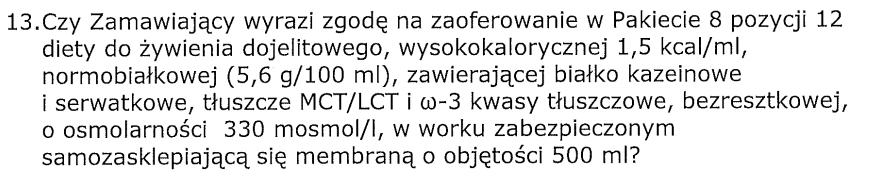 13.Czy Zamawiający wyrazi zgodę na zaoferowanie w Pakiecie 8 pozycji 12
diety do żywienia dojelitowego, wysokokalorycznej 1,5 kcal/ml,
normobiałkowej (5,6 g/100 ml), zawierającej białko kazeinowe
i serwatkowe, tłuszcze MCT/LCT i ω-3 kwasy tłuszczowe, bezresztkowej,
o osmolarności 330 mosmol/l, w worku zabezpieczonym
samozasklepiającą się membraną o objętości 500 ml?